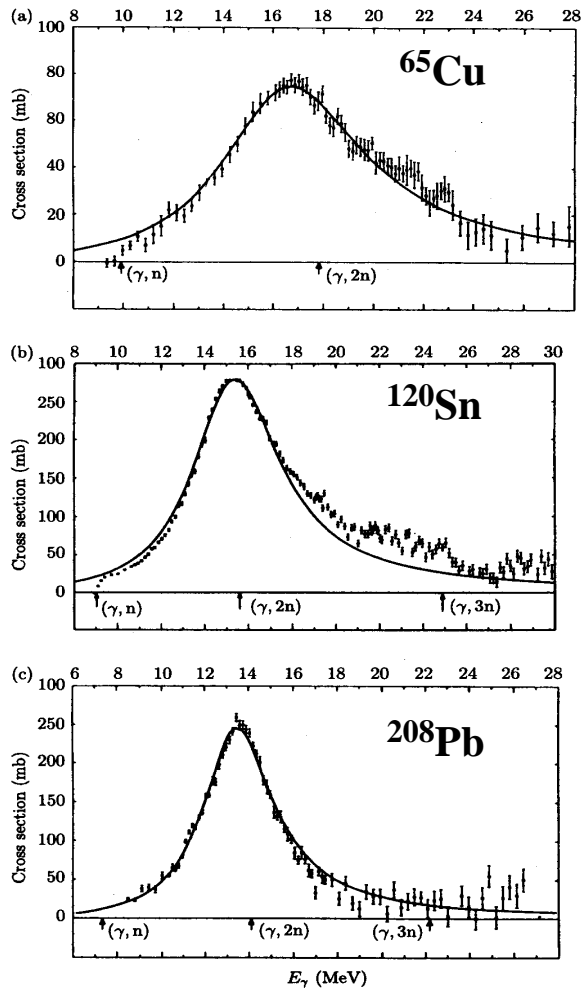 (a)
8 10 12 14 16 18 20 22 24 26 28
100
80
80
40
20
0
Cross section (mb)
65Cu
(γ, n)
(γ, 2n)
(b)
8 10 12 14 16 18 20 22 24 26 28 30
100
250
200
150
100
50
0
Cross section (mb)
120Sn
(γ, n)
(γ, 2n)
(γ, 3n)
(c)
6 8 10 12 14 16 18 20 22 24 26 28
100
250
200
150
100
50
0
Cross section (mb)
208Pb
(γ, n)
(γ, 2n)
(γ, 3n)
Eγ (MeV)